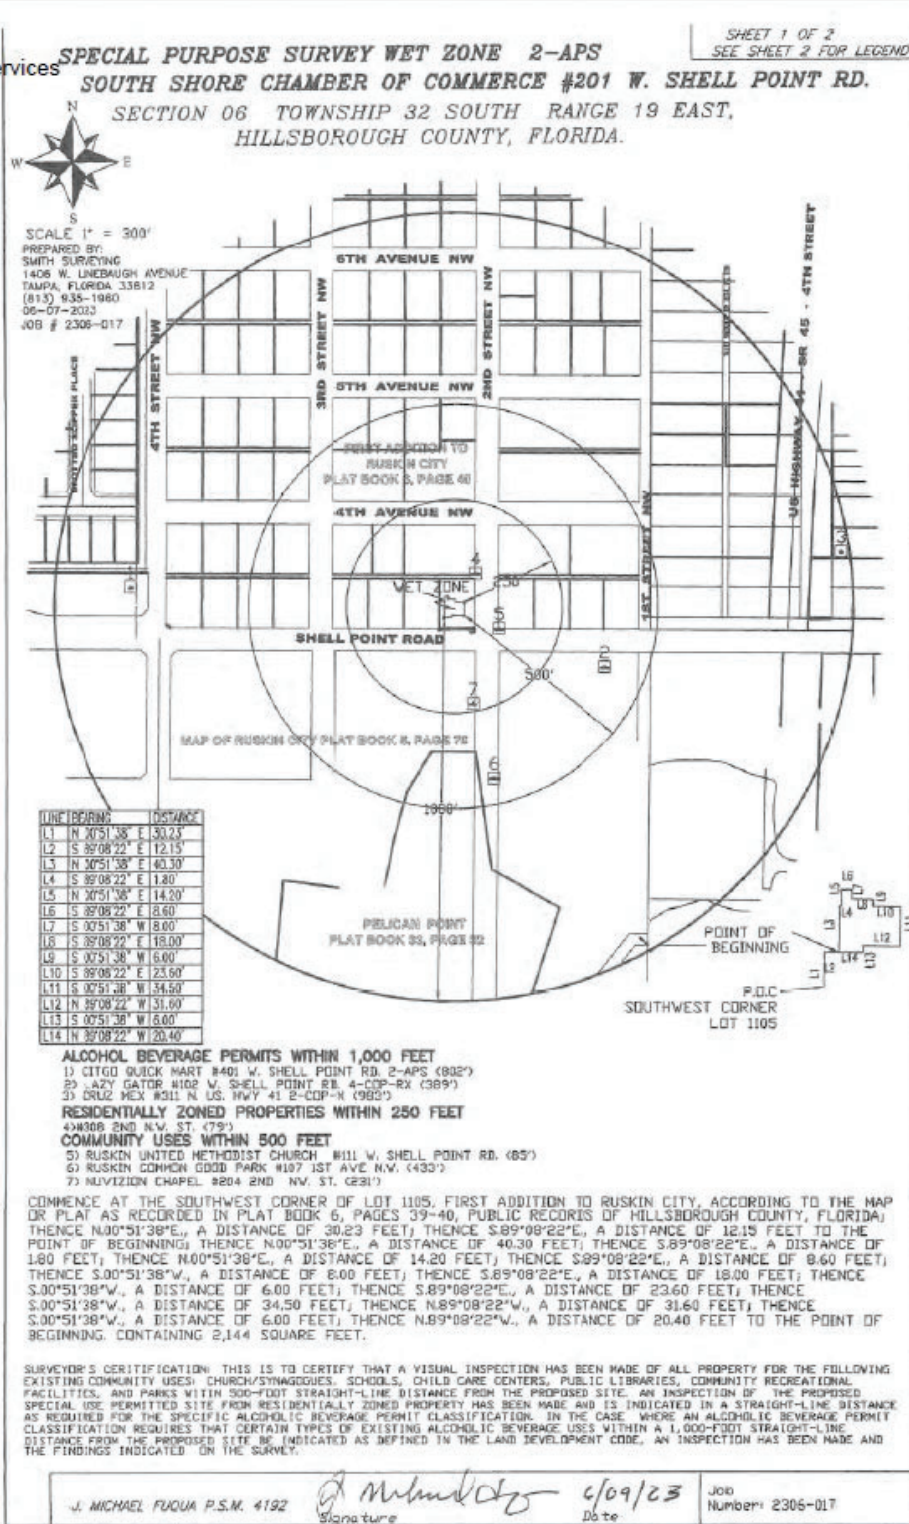 SHEET 1 OF 2
SEE SHEET 2 FOR LEGEND
rvices
SPECIAL PURPOSE SURVEY WET ZONE 2-APS
SOUTH SHORE CHAMBER OF COMMERCE #201 W. SHELL POINT RD.
SECTION 06 TOWNSHIP 32 SOUTH RANGE 19 EAST,
HILLSBOROUGH COUNTY, FLORIDA.
N
W E
S
SCALE 1" = 300'
PREPARED BY:
SMITH SURVEYING
1406 W. LINEBAUGH AVENUE
TAMPA, FLORIDA 33612
(813) 935-1960
06-07-2023
JOB # 2306-017
6TH AVENUE NW
5TH AVENUE NW
4TH AVENUE NW
4TH STREET NW
3RD STREET NW
2ND STREET NW
1ST STREET NW
US HIGHWAY 41 - SR 45 - 4TH STREET
FIRST ADDITION TO
RUSKIN CITY
PLAT BOOK 6, PAGE 40
WET ZONE
250'
SHELL POINT ROAD
500'
1
2
3
4
5
6
7
MAP OF RUSKIN CITY PLAT BOOK 5, PAGE 75
1000'
PELICAN POINT
PLAT BOOK 33, PAGE 32
LINE BEARING DISTANCE
L1 N 00°51'38" E 30.23'
L2 S 89°08'22" E 12.15'
L3 N 00°51'38" E 40.30'
L4 S 89°08'22" E 1.80'
L5 N 00°51'38" E 14.20'
L6 S 89°08'22" E 8.60'
L7 S 00°51'38" W 8.00'
L8 S 89°08'22" E 18.00'
L9 S 00°51'38" W 6.00'
L10 S 89°08'22" E 23.60'
L11 S 00°51'38" W 34.50'
L12 N 89°08'22" W 31.60'
L13 S 00°51'38" W 6.00'
L14 N 89°08'22" W 20.40'
L6
L5 L7
L8 L9
L4 L10
L3
L11
L12
L14 L13
L2
L1
POINT OF
BEGINNING
P.O.C
SOUTHWEST CORNER
LOT 1105
ALCOHOL BEVERAGE PERMITS WITHIN 1,000 FEET
1) CITGO QUICK MART #401 W. SHELL POINT RD. 2-APS (802')
2) LAZY GATOR #102 W. SHELL POINT RD. 4-COP-RX (389')
3) CRUZ MEX #311 N. US. HWY 41 2-COP-X (983')
RESIDENTIALLY ZONED PROPERTIES WITHIN 250 FEET
4)#308 2ND N.W. ST. (79')
COMMUNITY USES WITHIN 500 FEET
5) RUSKIN UNITED METHODIST CHURCH #111 W. SHELL POINT RD. (85')
6) RUSKIN COMMON GOOD PARK #107 1ST AVE N.W. (433')
7) NUVIZION CHAPEL #204 2ND NW. ST. (231')
COMMENCE AT THE SOUTHWEST CORNER OF LOT 1105, FIRST ADDITION TO RUSKIN CITY, ACCORDING TO THE MAP
OR PLAT AS RECORDED IN PLAT BOOK 6, PAGES 39-40, PUBLIC RECORDS OF HILLSBOROUGH COUNTY, FLORIDA;
THENCE N.00°51'38"E., A DISTANCE OF 30.23 FEET; THENCE S.89°08'22"E., A DISTANCE OF 12.15 FEET TO THE
POINT OF BEGINNING; THENCE N.00°51'38"E., A DISTANCE OF 40.30 FEET; THENCE S.89°08'22"E., A DISTANCE OF
1.80 FEET; THENCE N.00°51'38"E., A DISTANCE OF 14.20 FEET; THENCE S89°08'22"E., A DISTANCE OF 8.60 FEET;
THENCE S.00°51'38"W., A DISTANCE OF 8.00 FEET; THENCE S.89°08'22"E., A DISTANCE OF 18.00 FEET; THENCE
S.00°51'38"W., A DISTANCE OF 6.00 FEET; THENCE S.89°08'22"E., A DISTANCE OF 23.60 FEET; THENCE
S.00°51'38"W., A DISTANCE OF 34.50 FEET; THENCE N.89°08'22"W., A DISTANCE OF 31.60 FEET; THENCE
S.00°51'38"W., A DISTANCE OF 6.00 FEET; THENCE N.89°08'22"W., A DISTANCE OF 20.40 FEET TO THE POINT OF
BEGINNING. CONTAINING 2,144 SQUARE FEET.
SURVEYOR'S CERITIFICATION: THIS IS TO CERTIFY THAT A VISUAL INSPECTION HAS BEEN MADE OF ALL PROPERTY FOR THE FOLLOWING
EXISTING COMMUNITY USES: CHURCH/SYNAGOGUES. SCHOOLS, CHILD CARE CENTERS, PUBLIC LIBRARIES, COMMUNITY RECREATIONAL
FACILITIES, AND PARKS WITIN 500-FOOT STRAIGHT-LINE DISTANCE FROM THE PROPOSED SITE. AN INSPECTION OF THE PROPOSED
SPECIAL USE PERMITTED SITE FROM RESIDENTIALLY ZONED PROPERTY HAS BEEN MADE AND IS INDICATED IN A STRAIGHT-LINE DISTANCE
AS REQUIRED FOR THE SPECIFIC ALCOHOLIC BEVERAGE PERMIT CLASSIFICATION. IN THE CASE WHERE AN ALCOHOLIC BEVERAGE PERMIT
CLASSIFICATION REQUIRES THAT CERTAIN TYPES OF EXISTING ALCOHOLIC BEVERAGE USES WITHIN A 1,000-FOOT STRAIGHT-LINE
DISTANCE FROM THE PROPOSED SITE BE INDICATED AS DEFINED IN THE LAND DEVELOPMENT CODE, AN INSPECTION HAS BEEN MADE AND
THE FINDINGS INDICATED ON THE SURVEY.
J. MICHAEL FUQUA P.S.M. 4192
Signature
6/09/23
Date
Job
Number: 2306-017